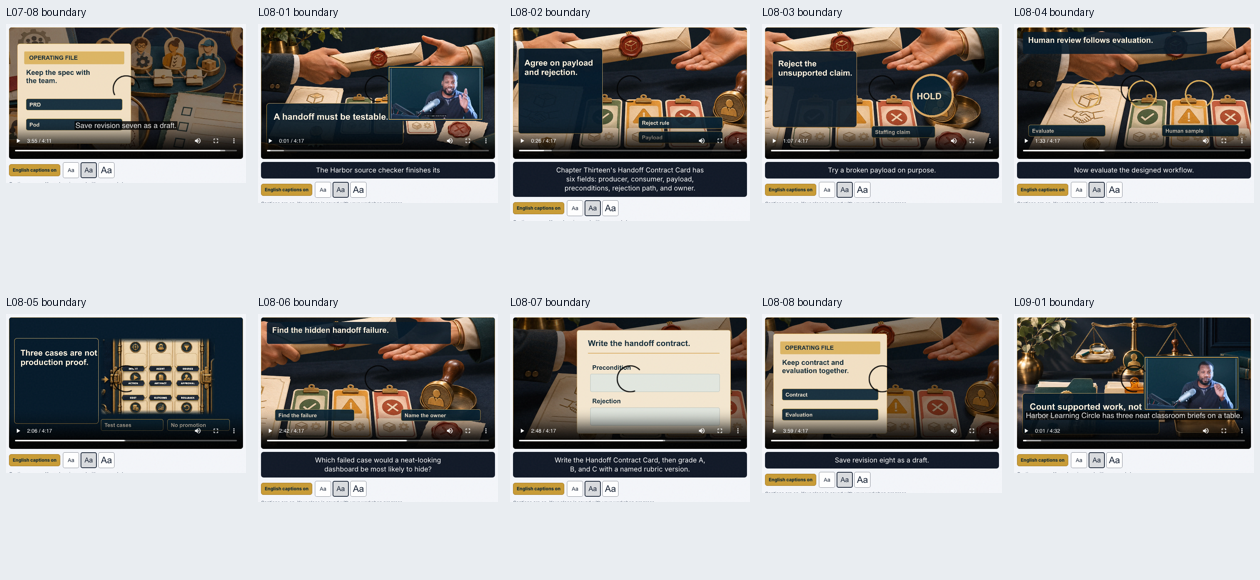 L07-08 boundary
OPERATING FILE
Keep the spec with
the team.
PRD
Pod
Save revision seven as a draft.
3:55 / 4:11
English captions on
Aa
Aa
Aa
L08-01 boundary
A handoff must be testable.
0:01 / 4:17
The Harbor source checker finishes its
English captions on
Aa
Aa
Aa
L08-02 boundary
Agree on payload
and rejection.
Reject rule
Payload
0:26 / 4:17
Chapter Thirteen's Handoff Contract Card has
six fields: producer, consumer, payload,
preconditions, rejection path, and owner.
English captions on
Aa
Aa
Aa
L08-03 boundary
Reject the
unsupported claim.
HOLD
Staffing claim
1:07 / 4:17
Try a broken payload on purpose.
English captions on
Aa
Aa
Aa
L08-04 boundary
Human review follows evaluation.
Evaluate
Human sample
1:33 / 4:17
Now evaluate the designed workflow.
English captions on
Aa
Aa
Aa
L08-05 boundary
Three cases are not
production proof.
Test cases
No promotion
2:06 / 4:17
English captions on
Aa
Aa
Aa
L08-06 boundary
Find the hidden handoff failure.
Find the failure
Name the owner
2:42 / 4:17
Which failed case would a neat-looking
dashboard be most likely to hide?
English captions on
Aa
Aa
Aa
L08-07 boundary
Write the handoff contract.
Precondition
Rejection
2:48 / 4:17
Write the Handoff Contract Card, then grade A,
B, and C with a named rubric version.
English captions on
Aa
Aa
Aa
L08-08 boundary
OPERATING FILE
Keep contract and
evaluation together.
Contract
Evaluation
3:59 / 4:17
Save revision eight as a draft.
English captions on
Aa
Aa
Aa
L09-01 boundary
Count supported work, not
Harbor Learning Circle has three neat classroom briefs on a table.
0:01 / 4:32
English captions on
Aa
Aa
Aa